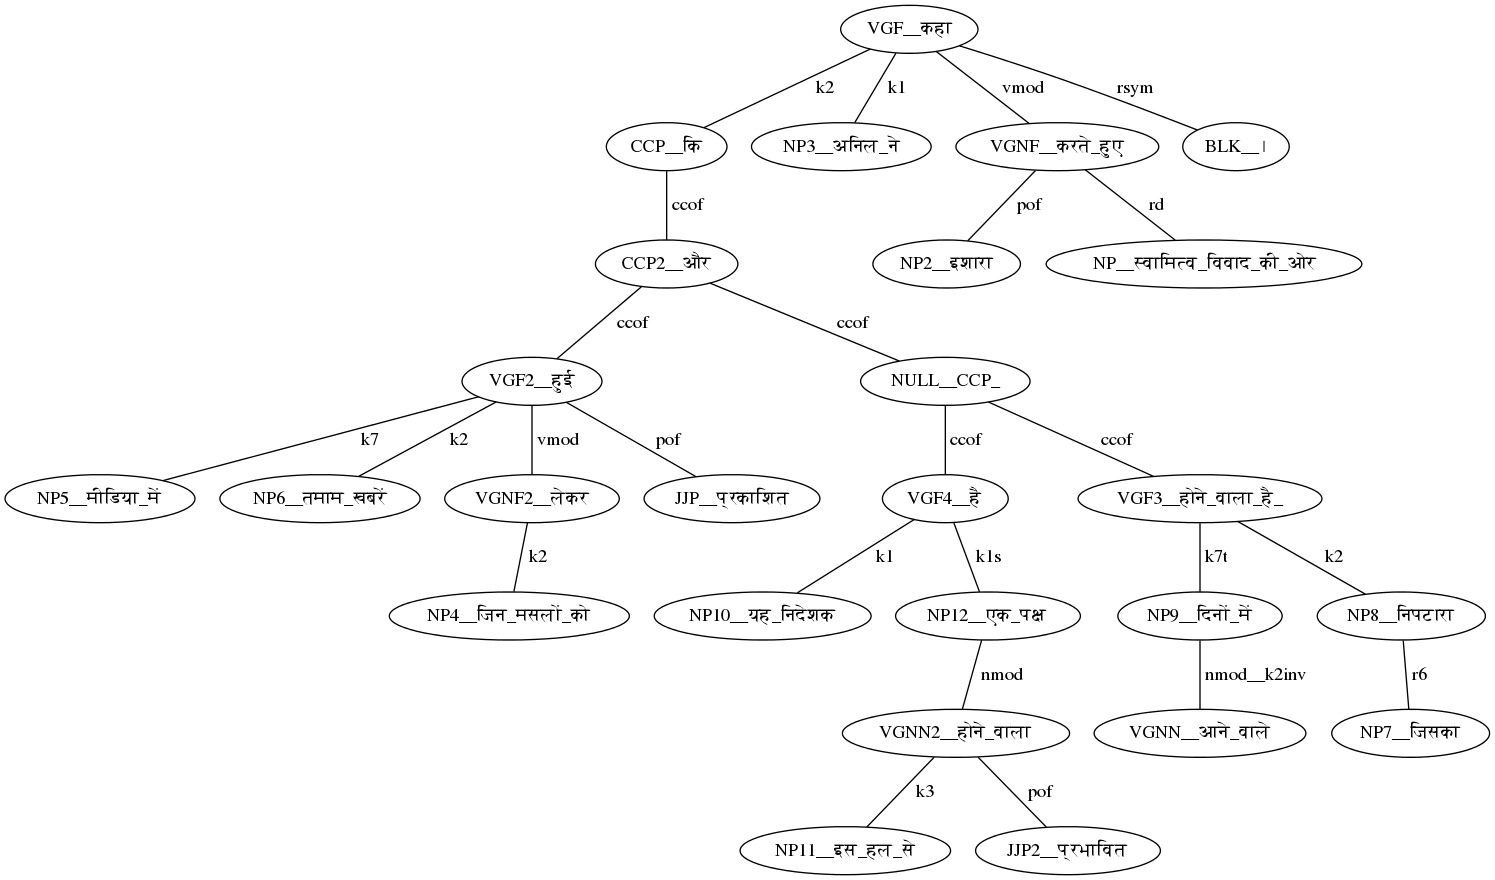 VGF__कहा
k2 k1 vmod rsym
CCP__कि NP3__अनिल_ने VGNF__करते_हुए BLK__।
ccof pof rd
CCP2__और NP2__इशारा NP__स्वामित्व_विवाद_की_ओर
ccof ccof
VGF2__हुई NULL__CCP_
k7 k2 vmod pof ccof ccof
NP5__मीडिया_में NP6__तमाम_खबरें VGNF2__लेकर JJP__प्रकाशित VGF4__है VGF3__होने_वाला_है_
k2 k1 k1s k7t k2
NP4__जिन_मसलों_को NP10__यह_निदेशक NP12__एक_पक्ष NP9__दिनों_में NP8__निपटारा
nmod nmod__k2inv r6
VGNN2__होने_वाला VGNN__आने_वाले NP7__जिसका
k3 pof
NP11__इस_हल_से JJP2__प्रभावित